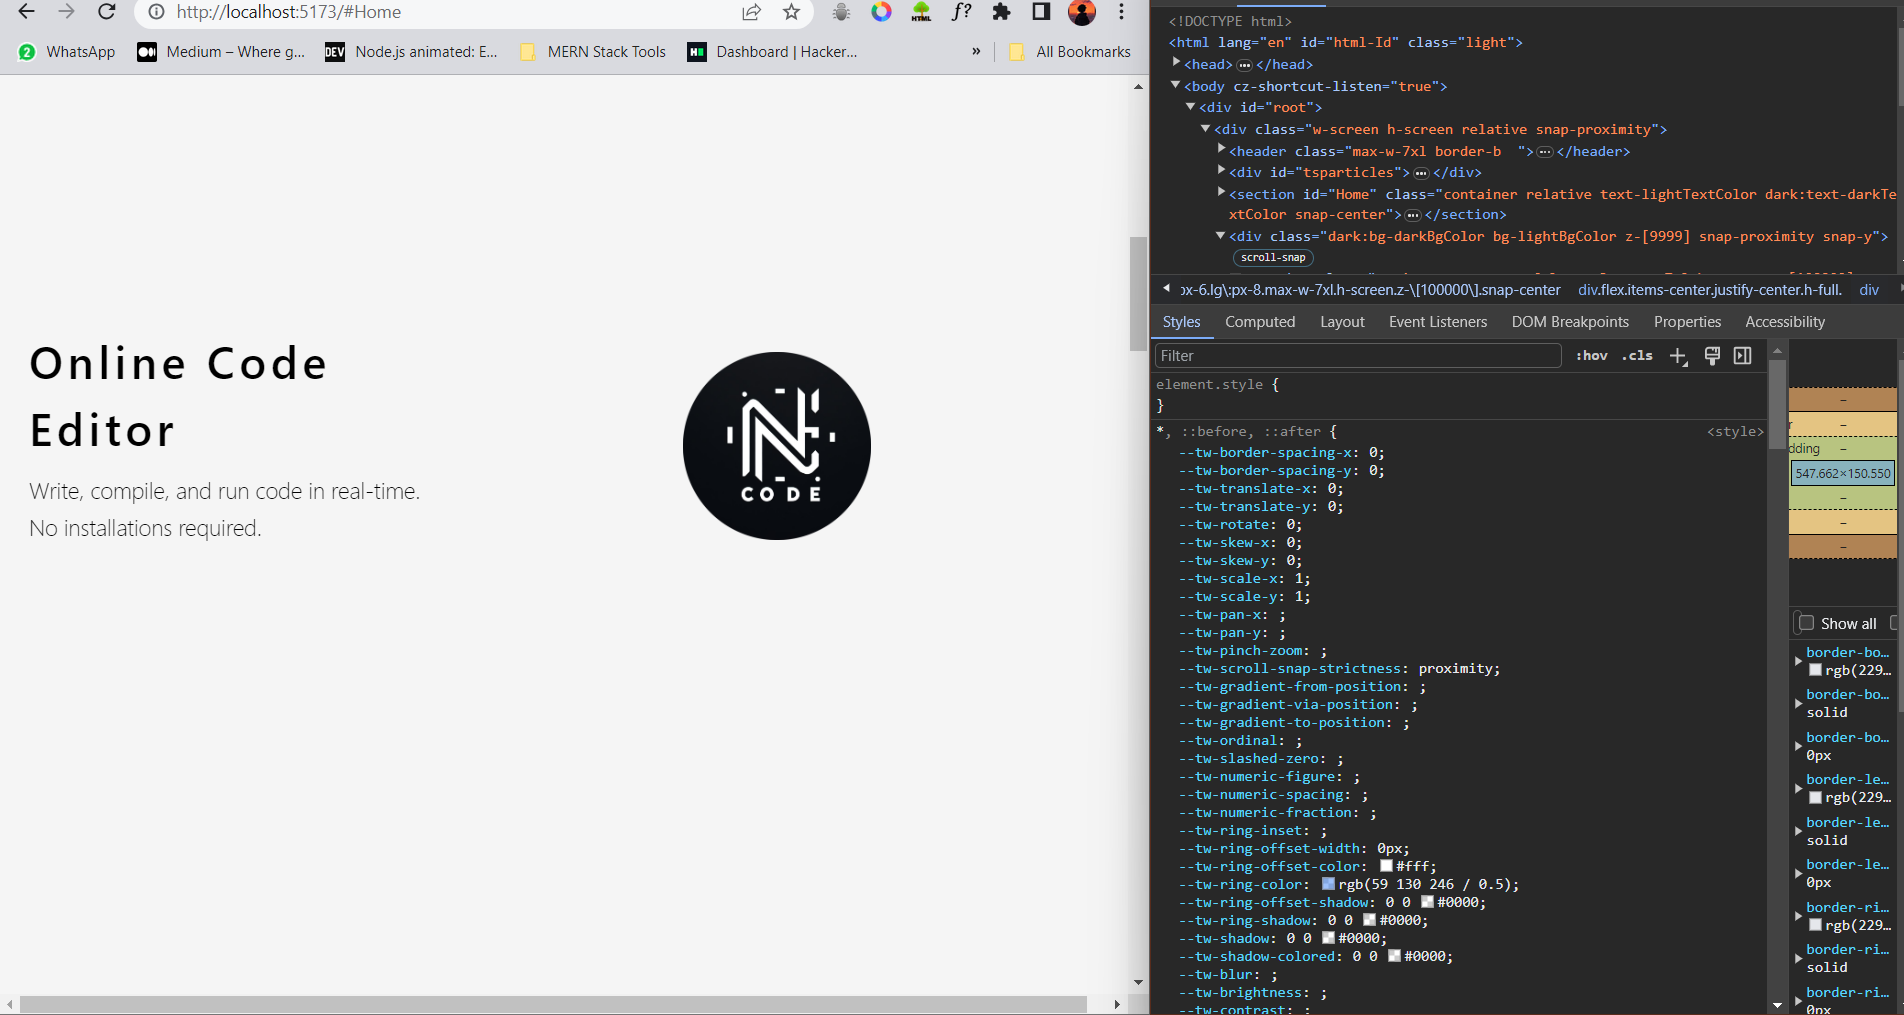 http://localhost:5173/#Home
HTML
ƒ?
2 WhatsApp
Medium – Where g...
DEV Node.js animated: E...
MERN Stack Tools
Dashboard | Hacker...
»
All Bookmarks
Online Code
Editor
Write, compile, and run code in real-time.
No installations required.
N
CODE
<!DOCTYPE html>
<html lang="en" id="html-Id" class="light">
<head>…</head>
<body cz-shortcut-listen="true">
<div id="root">
<div class="w-screen h-screen relative snap-proximity">
<header class="max-w-7xl border-b  ">…</header>
<div id="tsparticles">…</div>
<section id="Home" class="container relative text-lightTextColor dark:text-darkTe
xtColor snap-center">…</section>
<div class="dark:bg-darkBgColor bg-lightBgColor z-[9999] snap-proximity snap-y">
scroll-snap
px-6.lg\:px-8.max-w-7xl.h-screen.z-\[100000\].snap-center div.flex.items-center.justify-center.h-full. div
Styles Computed Layout Event Listeners DOM Breakpoints Properties Accessibility
Filter :hov .cls
element.style {
}
*, ::before, ::after { <style>
--tw-border-spacing-x: 0;
--tw-border-spacing-y: 0;
--tw-translate-x: 0;
--tw-translate-y: 0;
--tw-rotate: 0;
--tw-skew-x: 0;
--tw-skew-y: 0;
--tw-scale-x: 1;
--tw-scale-y: 1;
--tw-pan-x: ;
--tw-pan-y: ;
--tw-pinch-zoom: ;
--tw-scroll-snap-strictness: proximity;
--tw-gradient-from-position: ;
--tw-gradient-via-position: ;
--tw-gradient-to-position: ;
--tw-ordinal: ;
--tw-slashed-zero: ;
--tw-numeric-figure: ;
--tw-numeric-spacing: ;
--tw-numeric-fraction: ;
--tw-ring-inset: ;
--tw-ring-offset-width: 0px;
--tw-ring-offset-color: #fff;
--tw-ring-color: rgb(59 130 246 / 0.5);
--tw-ring-offset-shadow: 0 0 #0000;
--tw-ring-shadow: 0 0 #0000;
--tw-shadow: 0 0 #0000;
--tw-shadow-colored: 0 0 #0000;
--tw-blur: ;
--tw-brightness: ;
--tw-contrast: ;
–
r –
dding –
547.662×150.550
–
–
–
Show all
border-bo…
rgb(229…
border-bo…
solid
border-bo…
0px
border-le…
rgb(229…
border-le…
solid
border-le…
0px
border-ri…
rgb(229…
border-ri…
solid
border-ri…
0px